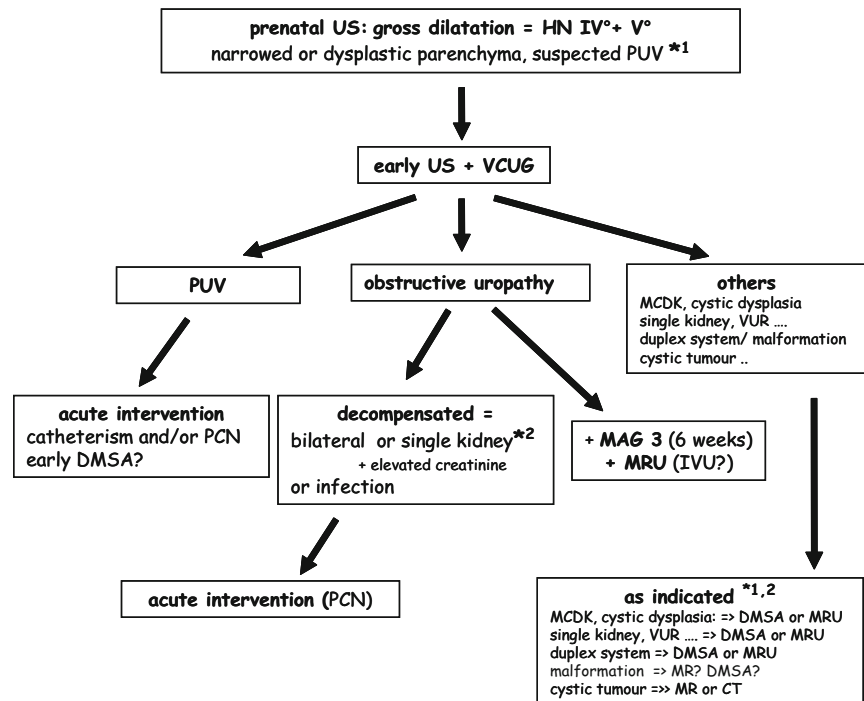 prenatal US: gross dilatation = HN IV°+ V°
narrowed or dysplastic parenchyma, suspected PUV *1
early US + VCUG
PUV
obstructive uropathy
others
MCDK, cystic dysplasia
single kidney, VUR ....
duplex system/ malformation
cystic tumour ..
acute intervention
catheterism and/or PCN
early DMSA?
decompensated =
bilateral or single kidney*2
+ elevated creatinine
or infection
+ MAG 3 (6 weeks)
+ MRU (IVU?)
acute intervention (PCN)
as indicated *1,2
MCDK, cystic dysplasia: => DMSA or MRU
single kidney, VUR .... => DMSA or MRU
duplex system => DMSA or MRU
malformation => MR? DMSA?
cystic tumour =>> MR or CT